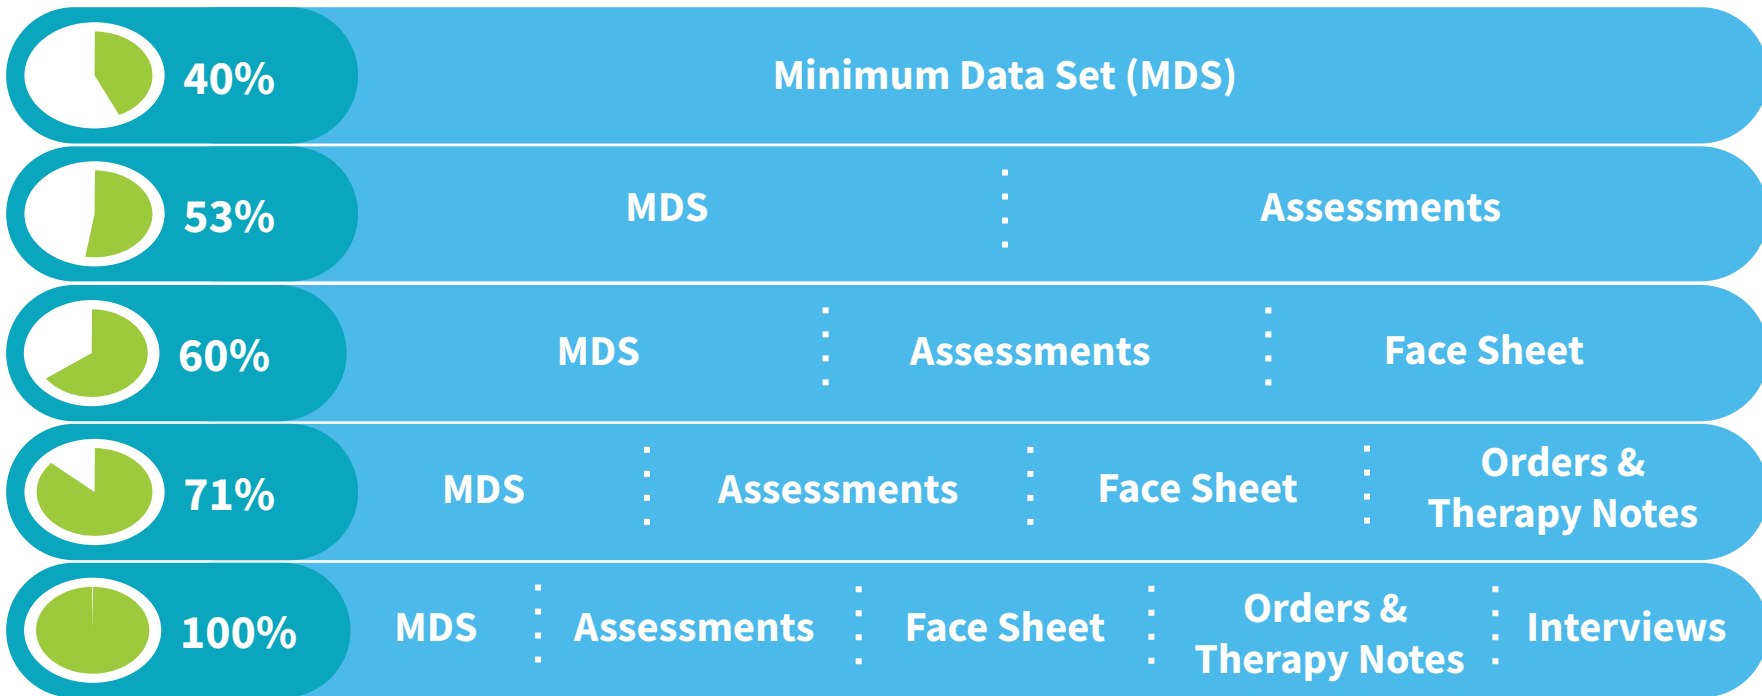 40% Minimum Data Set (MDS)
53% MDS Assessments
60% MDS Assessments Face Sheet
71% MDS Assessments Face Sheet Orders &
Therapy Notes
100% MDS Assessments Face Sheet Orders &
Therapy Notes Interviews